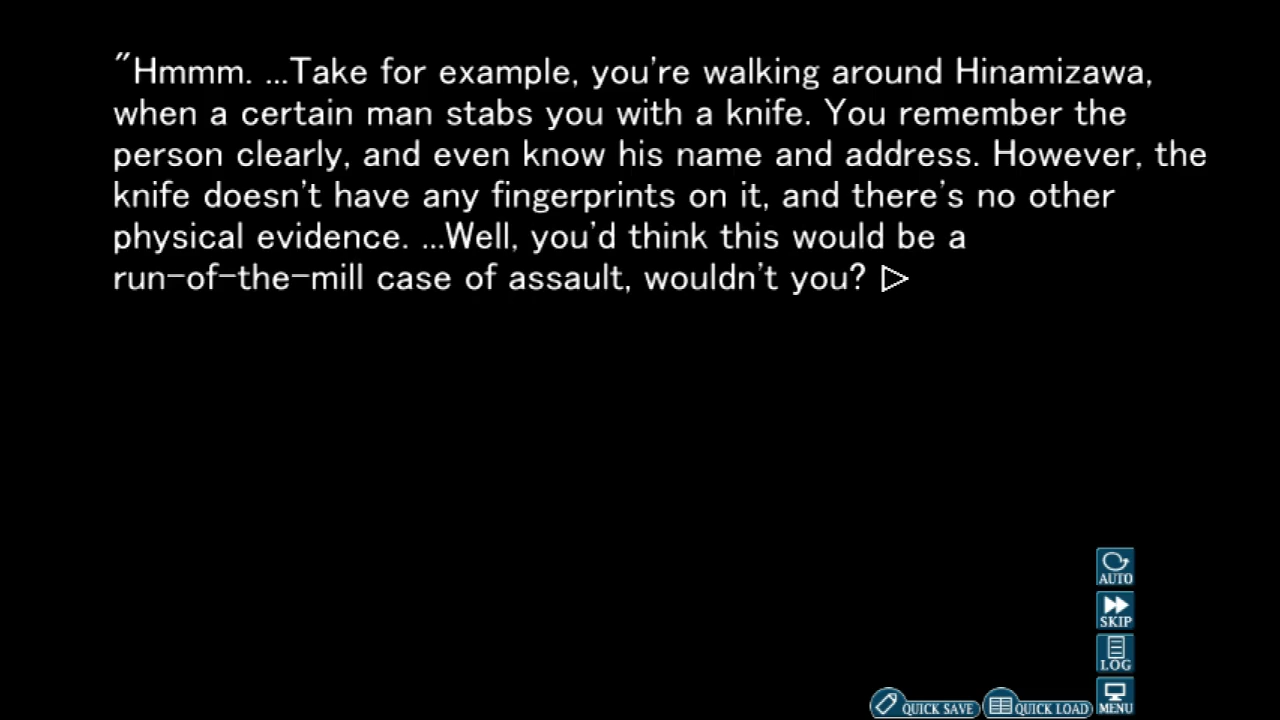 "Hmmm. ...Take for example, you're walking around Hinamizawa,
when a certain man stabs you with a knife. You remember the
person clearly, and even know his name and address. However, the
knife doesn't have any fingerprints on it, and there's no other
physical evidence. ...Well, you'd think this would be a
run-of-the-mill case of assault, wouldn't you?
AUTO
SKIP
LOG
QUICK SAVE QUICK LOAD MENU